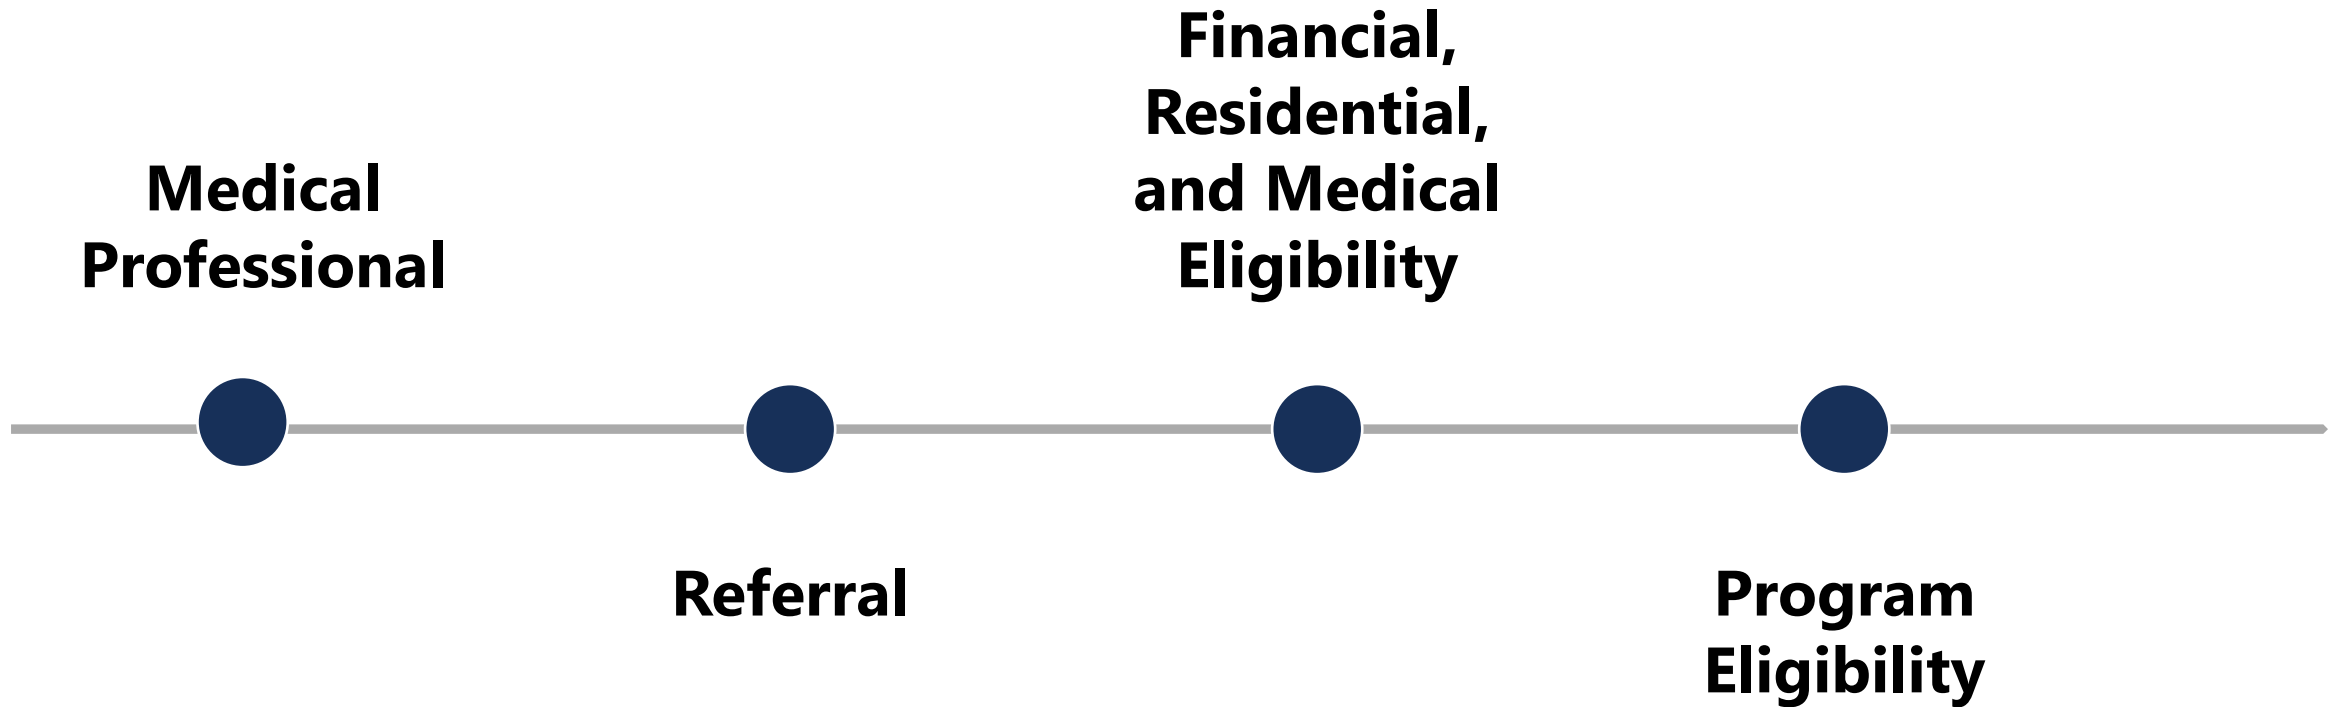 Medical
Professional
Referral
Financial,
Residential,
and Medical
Eligibility
Program
Eligibility